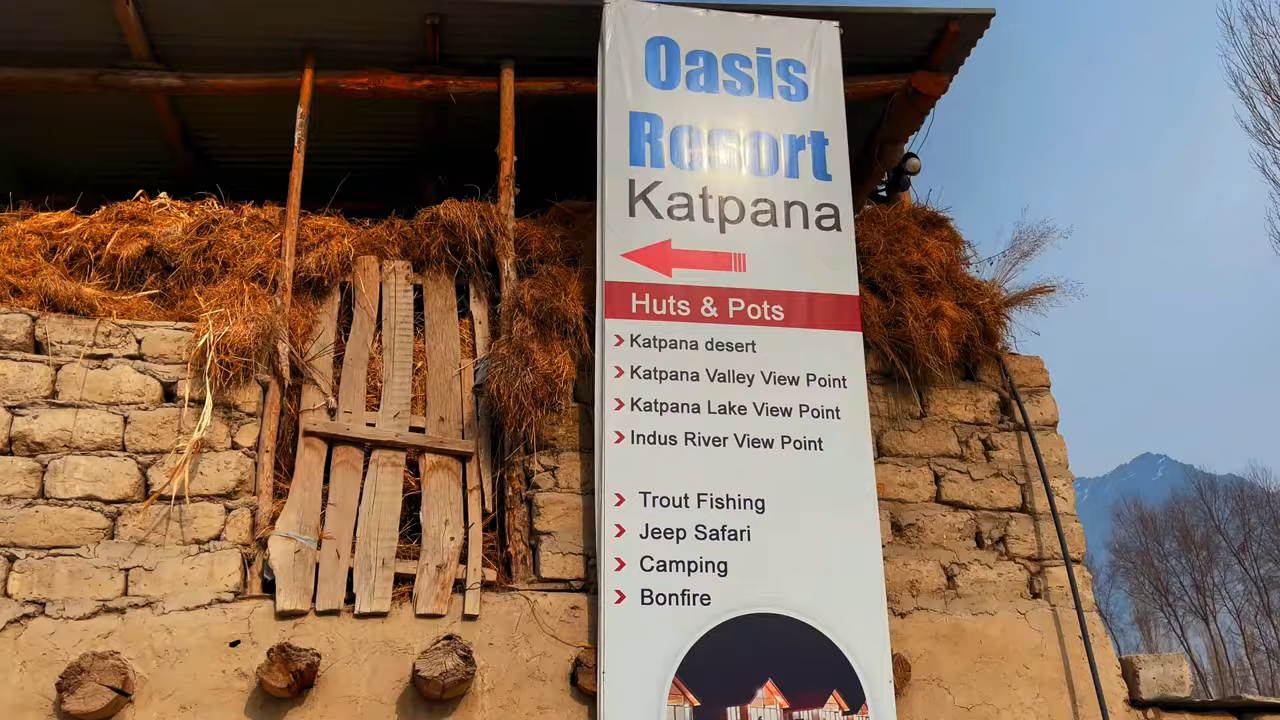 Oasis
Resort
Katpana
Huts & Pots
Katpana desert
Katpana Valley View Point
Katpana Lake View Point
Indus River View Point
Trout Fishing
Jeep Safari
Camping
Bonfire